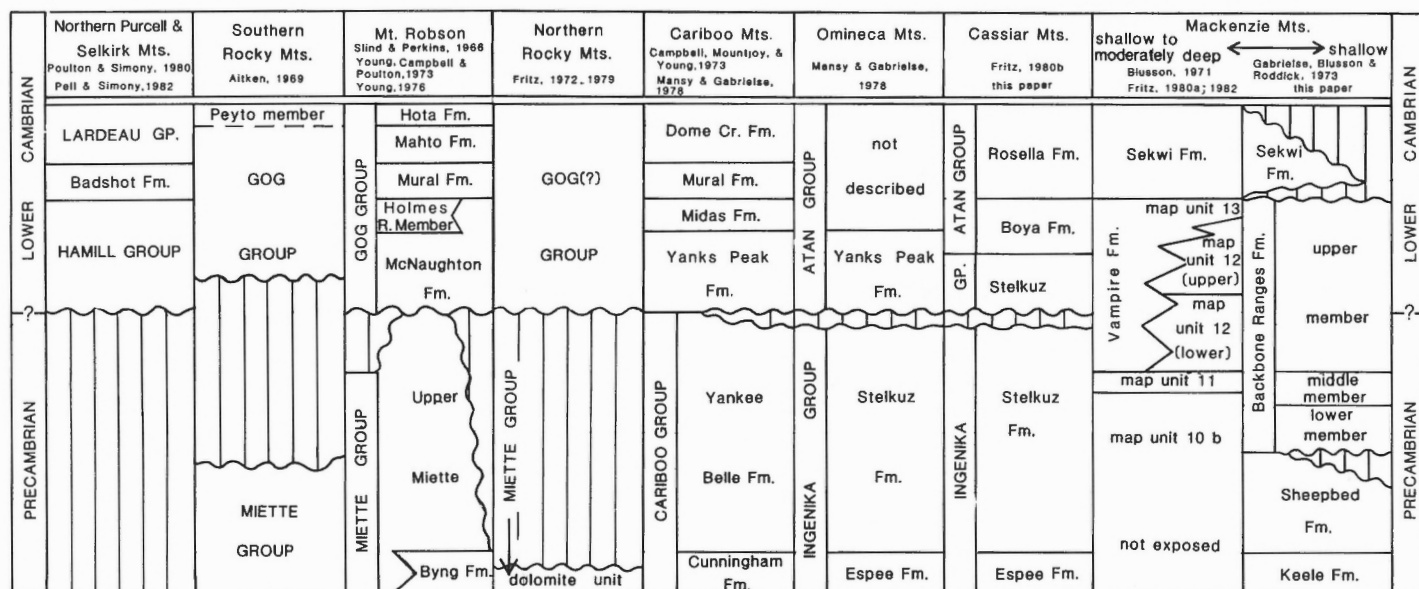 Northern Purcell &
Selkirk Mts.
Poulton & Simony, 1980
Pell & Simony, 1982
Southern
Rocky Mts.
Aitken, 1969
Mt. Robson
Slind & Perkins, 1966
Young, Campbell &
Poulton, 1973
Young, 1976
Northern
Rocky Mts.
Fritz, 1972, 1979
Cariboo Mts.
Campbell, Mountjoy, &
Young, 1973
Mansy & Gabrielse,
1978
Omineca Mts.
Mansy & Gabrielse,
1978
Cassiar Mts.
Fritz, 1980b
this paper
Mackenzie Mts.
shallow to
moderately deep
Blusson, 1971
Fritz, 1980a; 1982
shallow
Gabrielse, Blusson &
Roddick, 1973
this paper
LOWER CAMBRIAN
-?-
PRECAMBRIAN
LARDEAU GP.
Badshot Fm.
HAMILL GROUP
Peyto member
GOG
GROUP
MIETTE
GROUP
GOG GROUP
MIETTE GROUP
Hota Fm.
Mahto Fm.
Mural Fm.
Holmes
R. Member
McNaughton
Fm.
Upper
Miette
Byng Fm.
GOG(?)
GROUP
MIETTE GROUP
dolomite unit
Dome Cr. Fm.
Mural Fm.
Midas Fm.
Yanks Peak
Fm.
CARIBOO GROUP
Yankee
Belle Fm.
Cunningham
Fm.
ATAN GROUP
INGENIKA GROUP
not
described
Yanks Peak
Fm.
Stelkuz
Fm.
Espee Fm.
ATAN GROUP
GP.
INGENIKA
Rosella Fm.
Boya Fm.
Stelkuz
Stelkuz
Fm.
Espee Fm.
Sekwi Fm.
Vampire Fm.
map unit 13
map
unit 12
(upper)
map
unit 12
(lower)
map unit 11
map unit 10 b
not exposed
Sekwi
Fm.
Backbone Ranges Fm.
upper
member
middle
member
lower
member
Sheepbed
Fm.
Keele Fm.
LOWER CAMBRIAN
-?-
PRECAMBRIAN